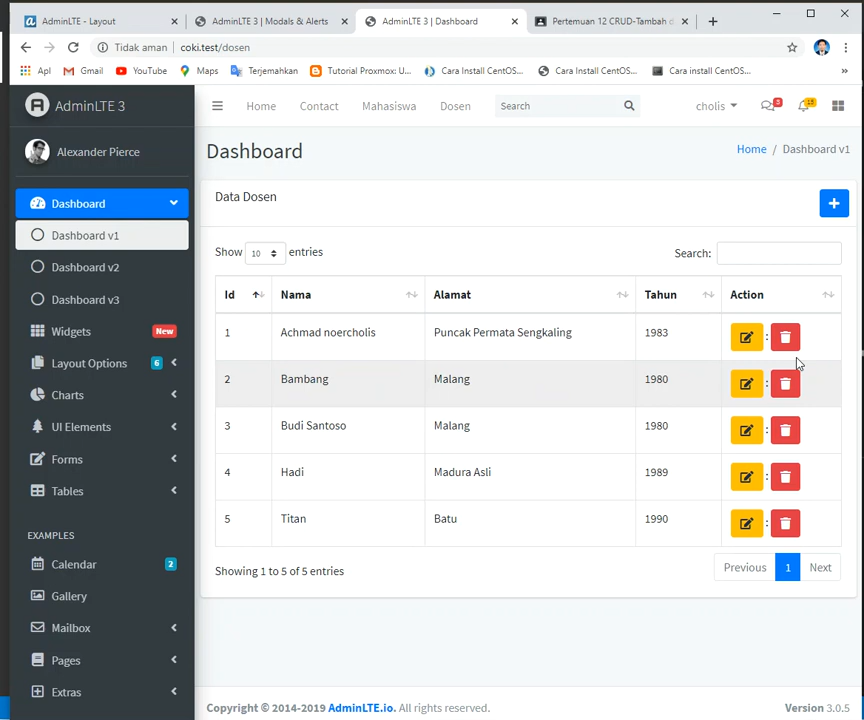 AdminLTE - Layout
AdminLTE 3 | Modals & Alerts
AdminLTE 3 | Dashboard
Pertemuan 12 CRUD-Tambah d
Tidak aman
coki.test/dosen
Apl
Gmail
YouTube
Maps
Terjemahkan
Tutorial Proxmox: U...
Cara Install CentOS...
Cara Install CentOS...
Cara install CentOS...
AdminLTE 3
Home
Contact
Mahasiswa
Dosen
Search
cholis
5
15
Alexander Pierce
Dashboard
Home / Dashboard v1
Dashboard
Dashboard v1
Dashboard v2
Dashboard v3
Widgets New
Layout Options 6
Charts
UI Elements
Forms
Tables
EXAMPLES
Calendar 2
Gallery
Mailbox
Pages
Extras
Data Dosen
Show 10 entries
Search:
Id Nama Alamat Tahun Action
1 Achmad noercholis Puncak Permata Sengkaling 1983 :
2 Bambang Malang 1980 :
3 Budi Santoso Malang 1980 :
4 Hadi Madura Asli 1989 :
5 Titan Batu 1990 :
Showing 1 to 5 of 5 entries
Previous 1 Next
Copyright © 2014-2019 AdminLTE.io. All rights reserved.
Version 3.0.5